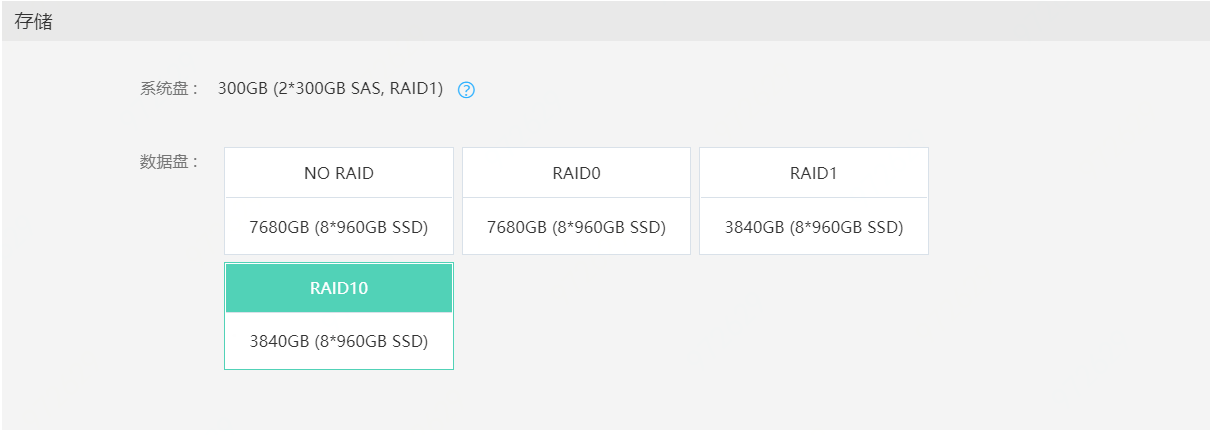 存储
系统盘： 300GB (2*300GB SAS, RAID1) ?
数据盘：
NO RAID RAID0 RAID1
7680GB (8*960GB SSD) 7680GB (8*960GB SSD) 3840GB (8*960GB SSD)
RAID10
3840GB (8*960GB SSD)